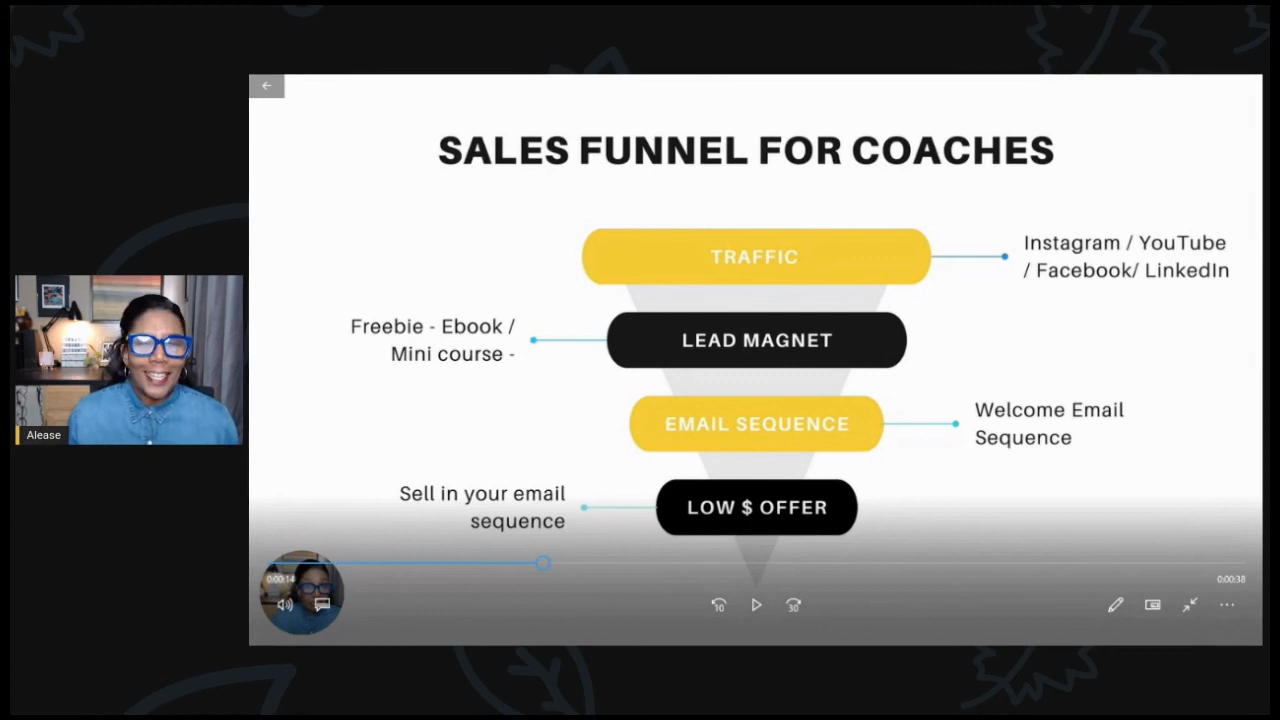 SALES FUNNEL FOR COACHES
TRAFFIC
Instagram / YouTube
/ Facebook/ LinkedIn
Freebie - Ebook /
Mini course -
LEAD MAGNET
EMAIL SEQUENCE
Welcome Email
Sequence
Sell in your email
sequence
LOW $ OFFER
Alease
0:00:14
0:00:38
10
30